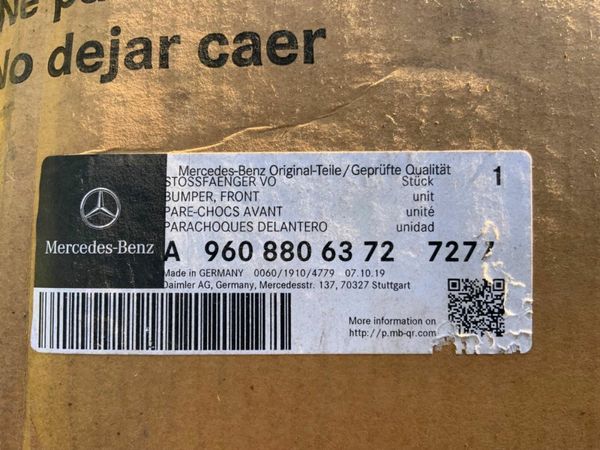 Ne
No dejar caer
Mercedes-Benz Original-Teile/Geprüfte Qualität
STOSSFAENGER VO Stück 1
BUMPER, FRONT unit
PARE-CHOCS AVANT unité
PARACHOQUES DELANTERO unidad
Mercedes-Benz
A 960 880 63 72 727
Made in GERMANY 0060/1910/4779 07.10.19
Daimler AG, Germany, Mercedesstr. 137, 70327 Stuttgart
More information on
http://p.mb-qr.com